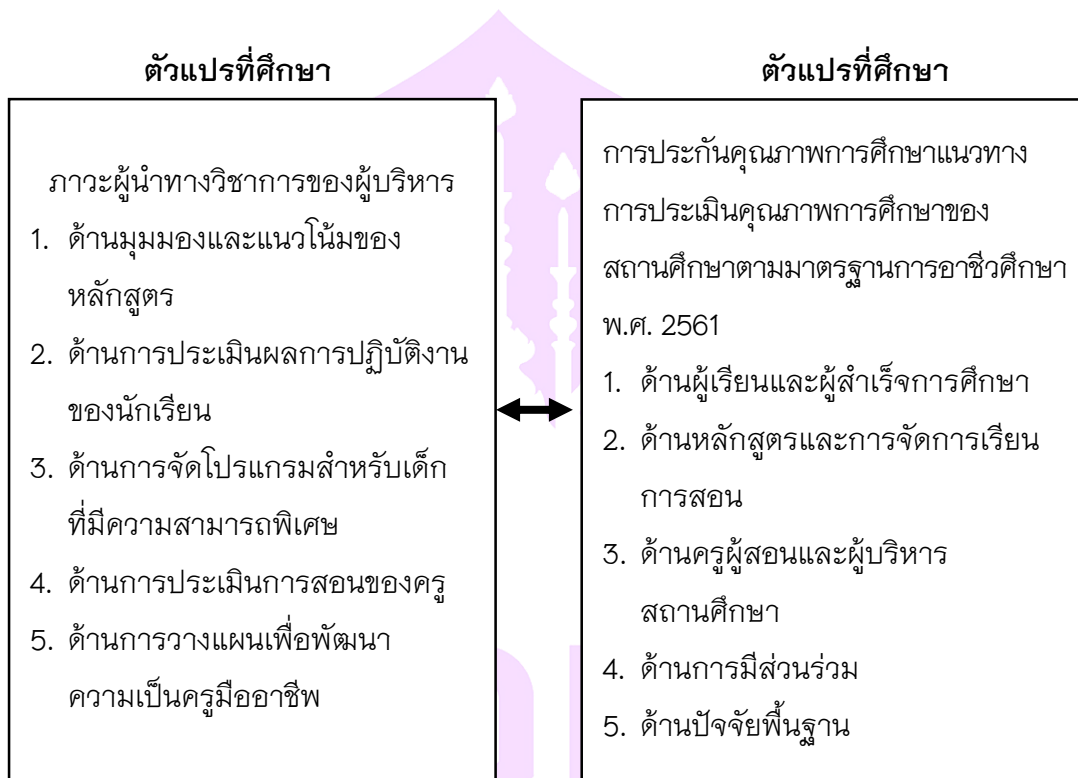 ตัวแปรที่ศึกษา
ภาวะผู้นำทางวิชาการของผู้บริหาร
1. ด้านมุมมองและแนวโน้มของ
หลักสูตร
2. ด้านการประเมินผลการปฏิบัติงาน
ของนักเรียน
3. ด้านการจัดโปรแกรมสำหรับเด็ก
ที่มีความสามารถพิเศษ
4. ด้านการประเมินการสอนของครู
5. ด้านการวางแผนเพื่อพัฒนา
ความเป็นครูมืออาชีพ
ตัวแปรที่ศึกษา
การประกันคุณภาพการศึกษาแนวทาง
การประเมินคุณภาพการศึกษาของ
สถานศึกษาตามมาตรฐานการอาชีวศึกษา
พ.ศ. 2561
1. ด้านผู้เรียนและผู้สำเร็จการศึกษา
2. ด้านหลักสูตรและการจัดการเรียน
การสอน
3. ด้านครูผู้สอนและผู้บริหาร
สถานศึกษา
4. ด้านการมีส่วนร่วม
5. ด้านปัจจัยพื้นฐาน